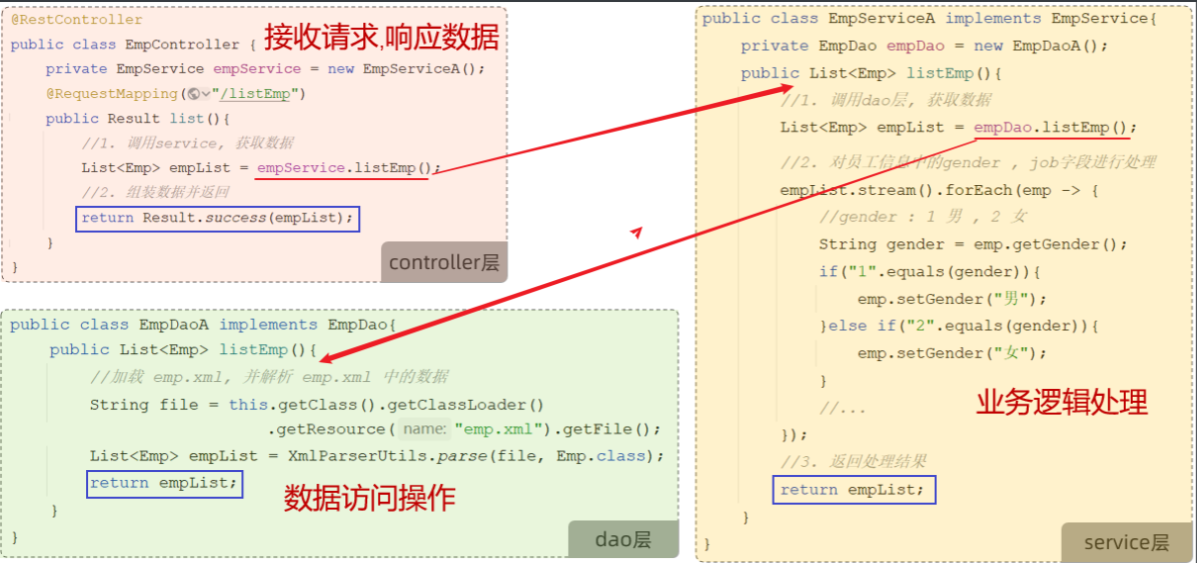 @RestController
public class EmpController {
接收请求,响应数据
private EmpService empService = new EmpServiceA();
@RequestMapping("/listEmp")
public Result list(){
//1. 调用service, 获取数据
List<Emp> empList = empService.listEmp();
//2. 组装数据并返回
return Result.success(empList);
}
}
controller层
public class EmpDaoA implements EmpDao{
public List<Emp> listEmp(){
//加载 emp.xml, 并解析 emp.xml 中的数据
String file = this.getClass().getClassLoader()
.getResource( name: "emp.xml").getFile();
List<Emp> empList = XmlParserUtils.parse(file, Emp.class);
return empList;
数据访问操作
}
}
dao层
public class EmpServiceA implements EmpService{
private EmpDao empDao = new EmpDaoA();
public List<Emp> listEmp(){
//1. 调用dao层, 获取数据
List<Emp> empList = empDao.listEmp();
//2. 对员工信息中的gender , job字段进行处理
empList.stream().forEach(emp -> {
//gender : 1 男 , 2 女
String gender = emp.getGender();
if("1".equals(gender)){
emp.setGender("男");
}else if("2".equals(gender)){
emp.setGender("女");
}
//...
业务逻辑处理
});
//3. 返回处理结果
return empList;
}
}
service层